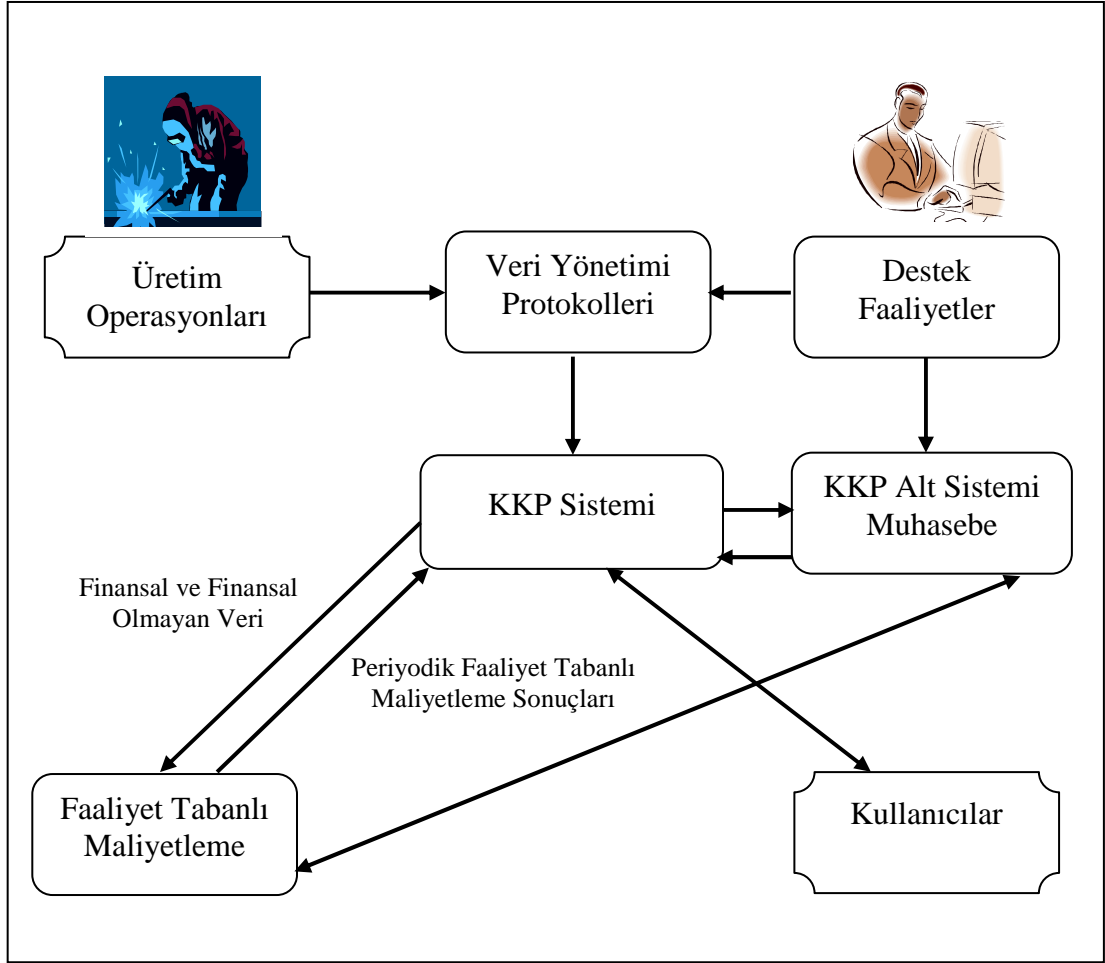 Üretim
Operasyonları
Veri Yönetimi
Protokolleri
Destek
Faaliyetler
KKP Sistemi
KKP Alt Sistemi
Muhasebe
Finansal ve Finansal
Olmayan Veri
Periyodik Faaliyet Tabanlı
Maliyetleme Sonuçları
Faaliyet Tabanlı
Maliyetleme
Kullanıcılar